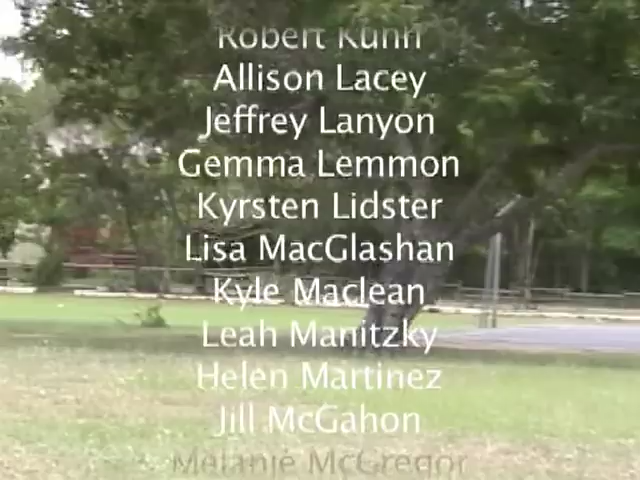 Robert Kuhn
Allison Lacey
Jeffrey Lanyon
Gemma Lemmon
Kyrsten Lidster
Lisa MacGlashan
Kyle Maclean
Leah Manitzky
Helen Martinez
Jill McGahon
Melanie McGregor